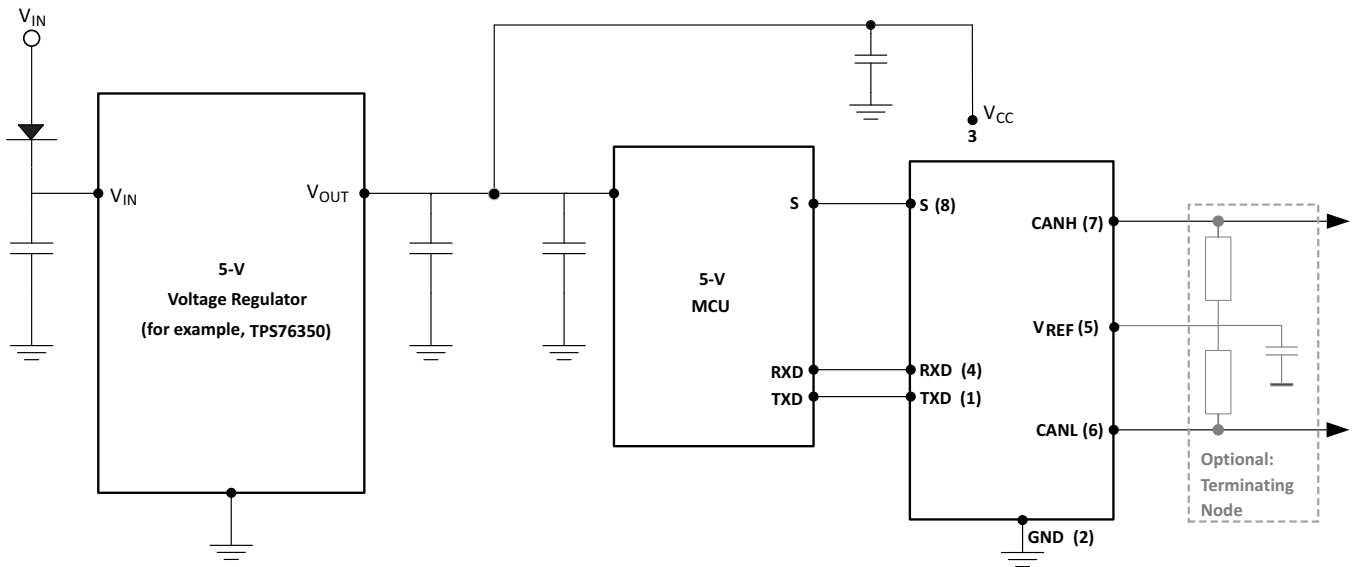 VIN
VCC
3
VIN
VOUT
5-V
Voltage Regulator
(for example, TPS76350)
S
5-V
MCU
RXD
TXD
S (8)
RXD (4)
TXD (1)
CANH (7)
VREF (5)
CANL (6)
GND (2)
Optional:
Terminating
Node